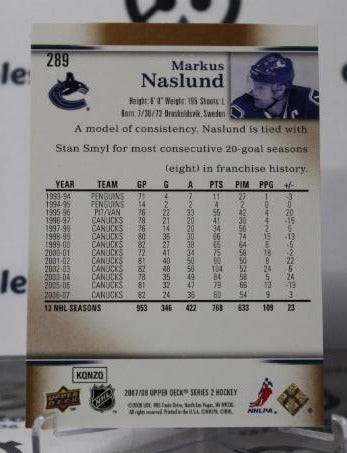 289
Markus
Naslund
Height: 6' 0" Weight: 195 Shoots: L
Born: 7/30/73 Ornskoldsvik, Sweden
A model of consistency, Naslund is tied with
Stan Smyl for most consecutive 20-goal seasons
(eight) in franchise history.
YEAR TEAM GP G A PTS PIM PPG +/-
1993-94 PENGUINS 71 4 7 11 27 1 -3
1994-95 PENGUINS 14 2 2 4 2 0 0
1995-96 PIT/VAN 76 22 33 55 42 4 20
1996-97 CANUCKS 78 21 20 41 30 4 -15
1997-98 CANUCKS 76 14 20 34 56 2 5
1998-99 CANUCKS 80 36 30 66 74 15 -13
1999-00 CANUCKS 82 27 38 65 64 6 -5
2000-01 CANUCKS 72 41 34 75 58 18 -2
2001-02 CANUCKS 81 40 50 90 50 8 22
2002-03 CANUCKS 82 48 56 104 52 24 6
2003-04 CANUCKS 78 35 49 84 58 5 24
2005-06 CANUCKS 81 32 47 79 66 13 -19
2006-07 CANUCKS 82 24 36 60 54 9 3
13 NHL SEASONS 953 346 422 768 633 109 23
KQNZQ
2007/08 UPPER DECK® SERIES 2 HOCKEY
UPPER
DECK
NHL
NHLPA